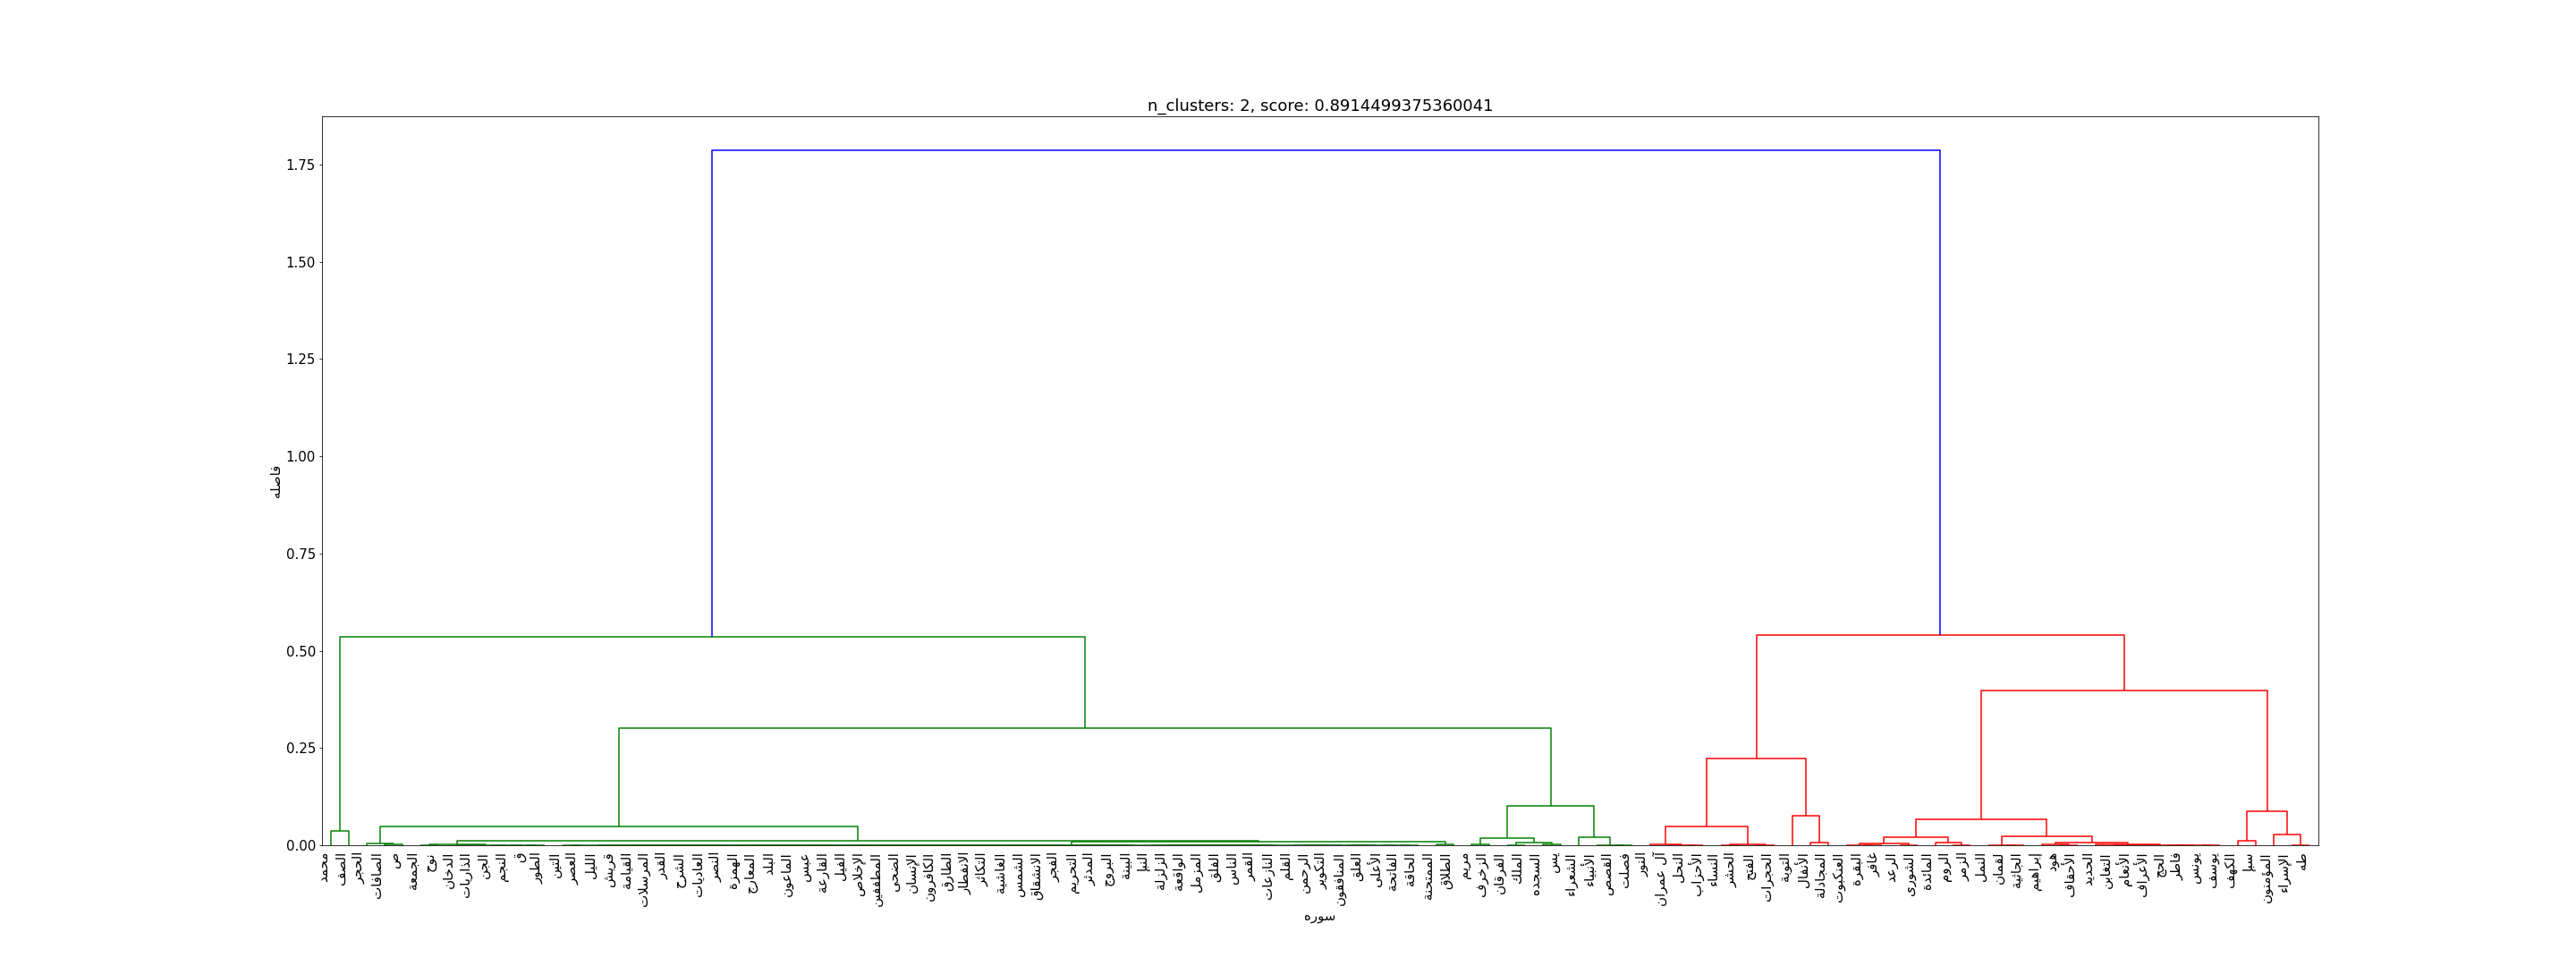 n_clusters: 2, score: 0.8914499375360041
1.75
1.50
1.25
1.00
0.75
0.50
0.25
0.00
فاصله
محمد
الصف
الحجر
الصافات
ص
الجمعة
نوح
الدخان
الذاريات
الجن
النجم
ق
الطور
التين
العصر
الليل
قريش
القيامة
المرسلات
القدر
الشرح
العاديات
النصر
الهمزة
المعارج
البلد
الماعون
عبس
القارعة
الفيل
الإخلاص
المطففين
الضحى
الإنسان
الكافرون
الطارق
الانفطار
التكاثر
الغاشية
الشمس
الانشقاق
الفجر
التحريم
المدثر
البروج
البينة
النبأ
الزلزلة
الواقعة
المزمل
الفلق
الناس
القمر
النازعات
القلم
الرحمن
التكوير
المنافقون
العلق
الأعلى
الفاتحة
الحاقة
الممتحنة
الطلاق
مريم
الزخرف
الفرقان
الملك
السجده
يس
الشعراء
الأنبياء
القصص
فصلت
النور
آل عمران
النحل
الأحزاب
النساء
الحشر
الفتح
الحجرات
التوبة
الأنفال
المجادلة
العنكبوت
البقرة
غافر
الرعد
الشورى
المائدة
الروم
الزمر
النمل
لقمان
الجاثية
إبراهيم
هود
الأحقاف
الحديد
التغابن
الأنعام
الأعراف
الحج
فاطر
يونس
يوسف
الكهف
سبإ
المؤمنون
الإسراء
طه
سوره